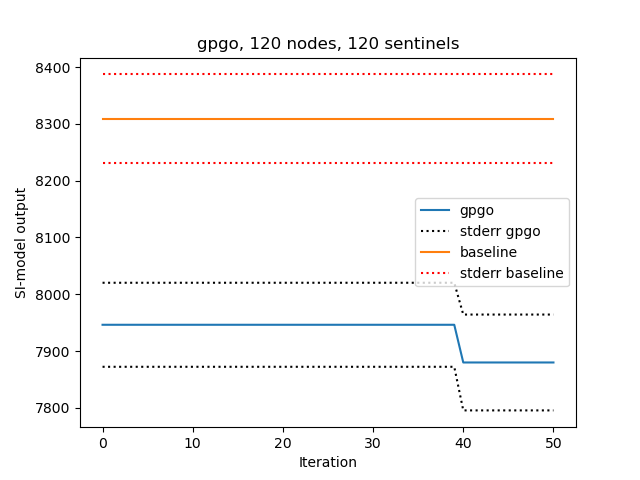 gpgo, 120 nodes, 120 sentinels
8400
8300
8200
8100
8000
7900
7800
SI-model output
gpgo
stderr gpgo
baseline
stderr baseline
0 10 20 30 40 50
Iteration